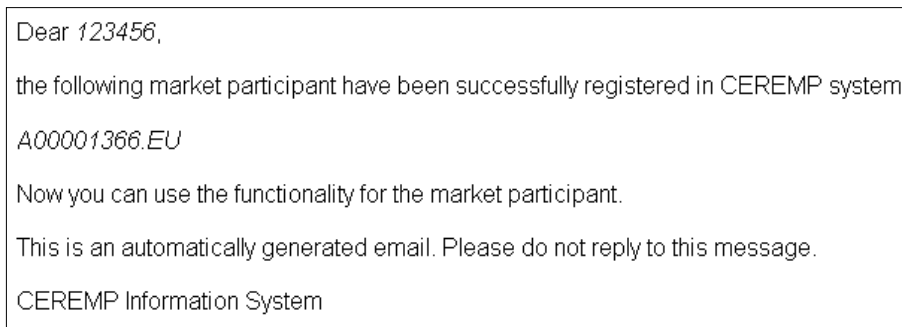 Dear 123456,
the following market participant have been successfully registered in CEREMP system
A00001366.EU
Now you can use the functionality for the market participant.
This is an automatically generated email. Please do not reply to this message.
CEREMP Information System